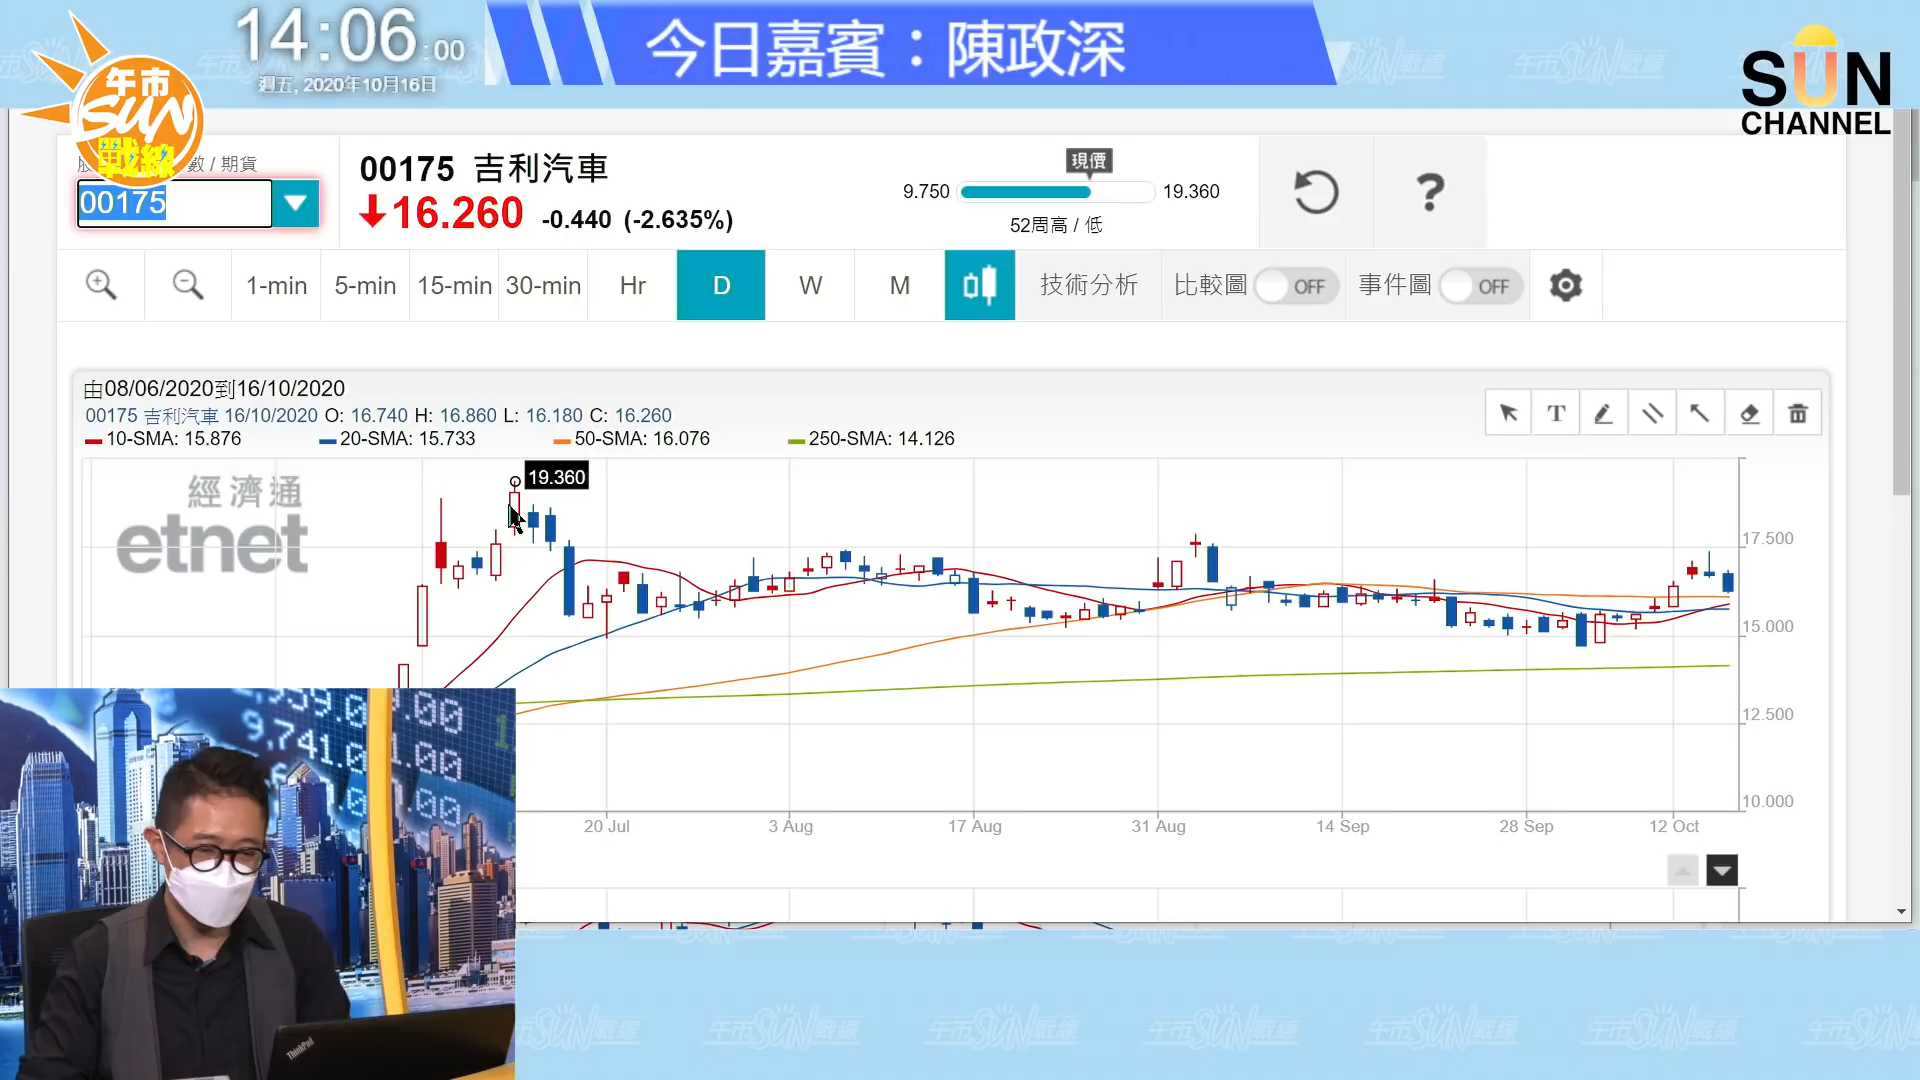 14:06:00
週五, 2020年10月16日
今日嘉賓：陳政深
SUN
CHANNEL
午市
SUN
戰線
數 / 期貨
00175
00175 吉利汽車
16.260 -0.440 (-2.635%)
現價
9.750 19.360
52周高 / 低
?
1-min 5-min 15-min 30-min Hr D W M 技術分析 比較圖 OFF 事件圖 OFF
由08/06/2020到16/10/2020
00175 吉利汽車 16/10/2020 O: 16.740 H: 16.860 L: 16.180 C: 16.260
10-SMA: 15.876 20-SMA: 15.733 50-SMA: 16.076 250-SMA: 14.126
T
經濟通
etnet
19.360
17.500
15.000
12.500
10.000
20 Jul 3 Aug 17 Aug 31 Aug 14 Sep 28 Sep 12 Oct
ThinkPad